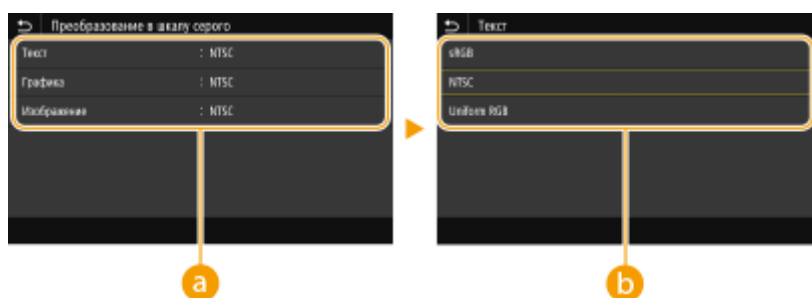 Преобразование в шкалу серого
Текст : NTSC
Графика : NTSC
Изображение : NTSC
a
Текст
sRGB
NTSC
Uniform RGB
b